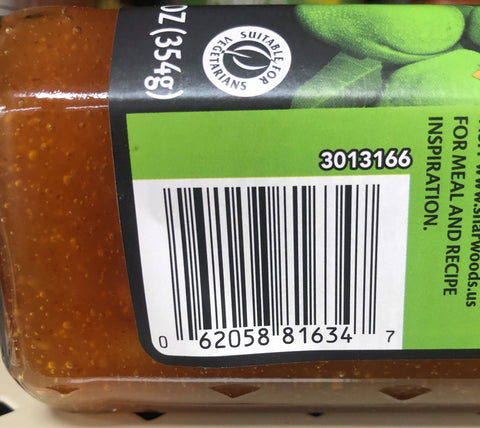 OZ (354g)
SUITABLE FOR
VEGETARIANS
3013166
www.sharwoods.us
FOR MEAL AND RECIPE
INSPIRATION.
0 62058 81634 7